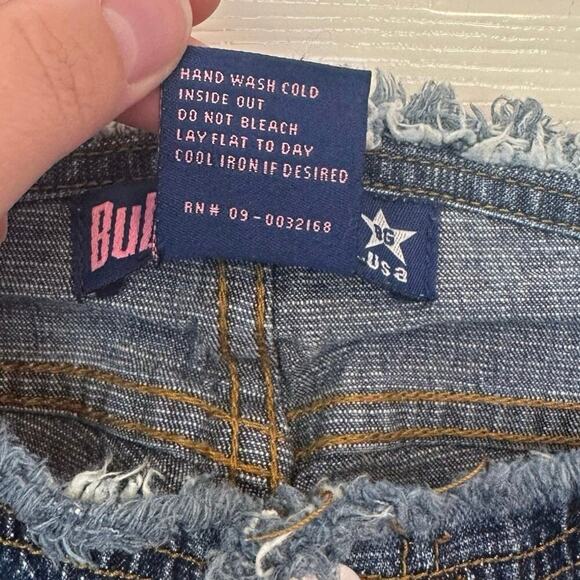 HAND WASH COLD
INSIDE OUT
DO NOT BLEACH
LAY FLAT TO DAY
COOL IRON IF DESIRED
RN# 09-0032168
BG
.USa